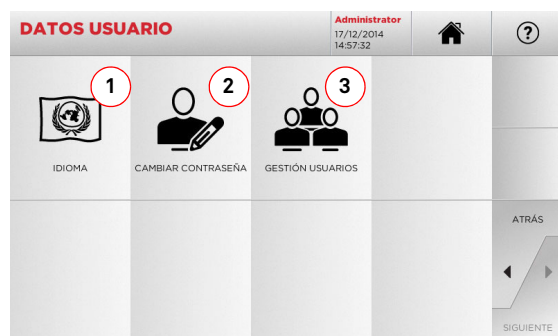 DATOS USUARIO
Administrator
17/12/2014
14:57:32
?
1
2
3
IDIOMA
CAMBIAR CONTRASEÑA
GESTIÓN USUARIOS
ATRÁS
SIGUIENTE